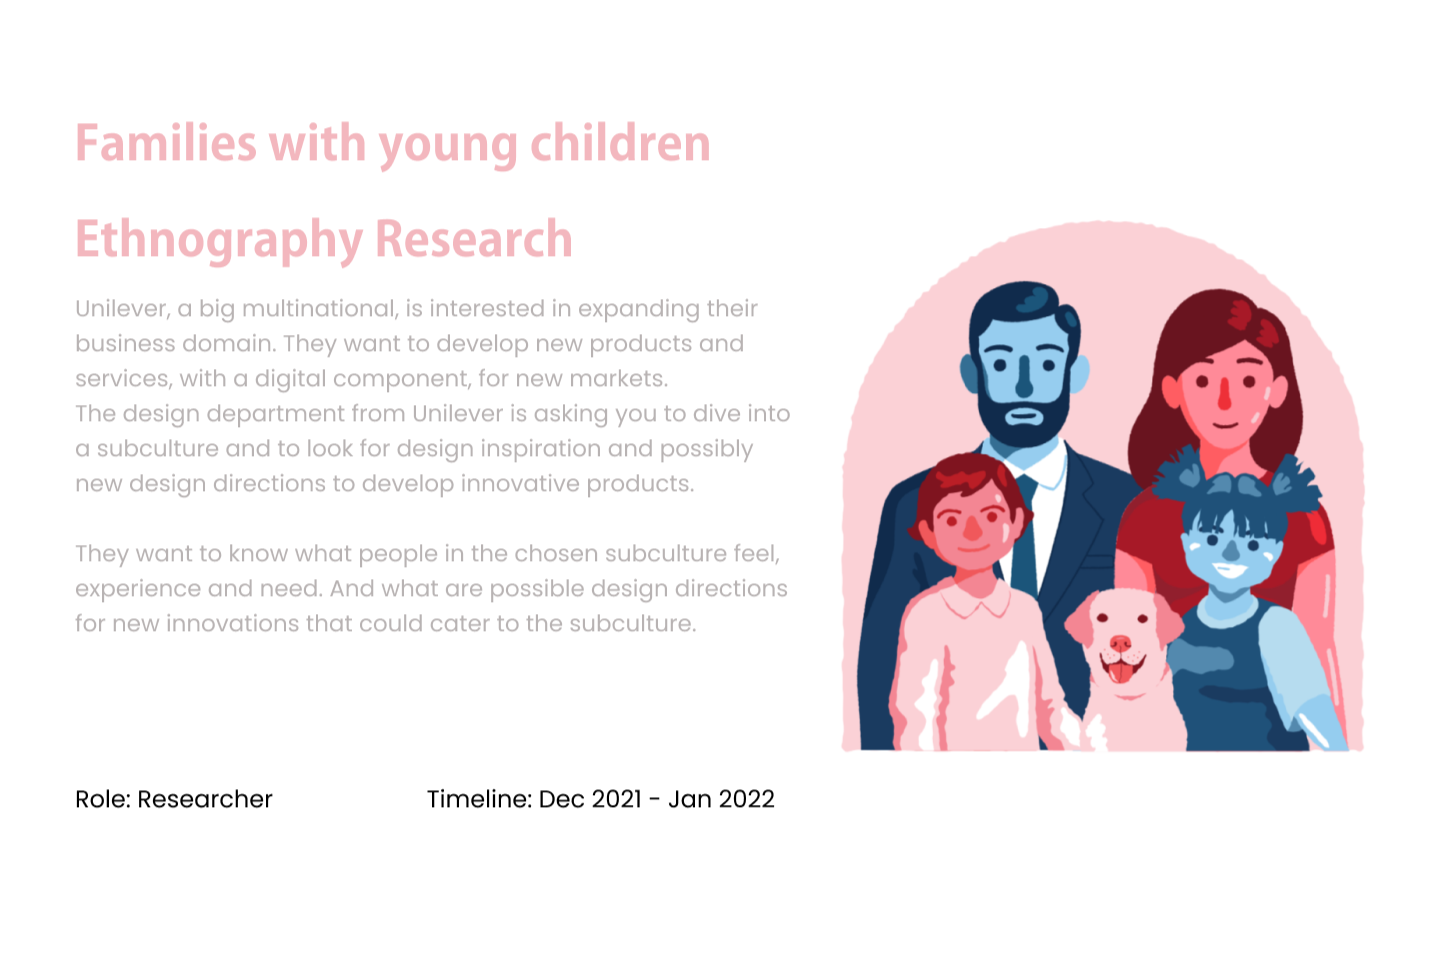 Families with young children
Ethnography Research
Unilever, a big multinational, is interested in expanding their
business domain. They want to develop new products and
services, with a digital component, for new markets.
The design department from Unilever is asking you to dive into
a subculture and to look for design inspiration and possibly
new design directions to develop innovative products.
They want to know what people in the chosen subculture feel,
experience and need. And what are possible design directions
for new innovations that could cater to the subculture.
Role: Researcher
Timeline: Dec 2021 - Jan 2022